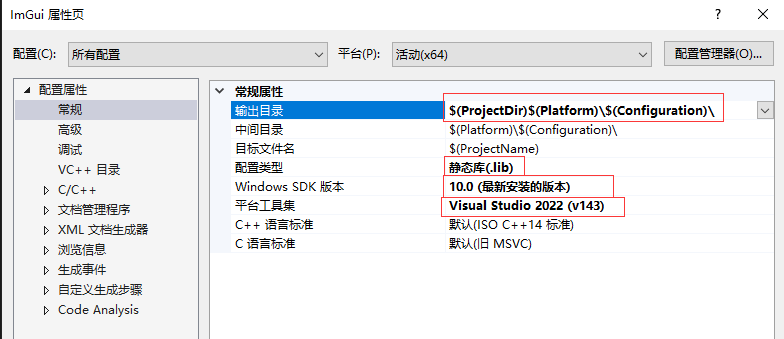 ImGui 属性页
? ×
配置(C): 所有配置 平台(P): 活动(x64) 配置管理器(O)...
配置属性
常规
高级
调试
VC++ 目录
C/C++
文档管理程序
XML 文档生成器
浏览信息
生成事件
自定义生成步骤
Code Analysis
常规属性
输出目录 $(ProjectDir)$(Platform)\$(Configuration)\
中间目录 $(Platform)\$(Configuration)\
目标文件名 $(ProjectName)
配置类型 静态库(.lib)
Windows SDK 版本 10.0 (最新安装的版本)
平台工具集 Visual Studio 2022 (v143)
C++ 语言标准 默认(ISO C++14 标准)
C 语言标准 默认(旧 MSVC)